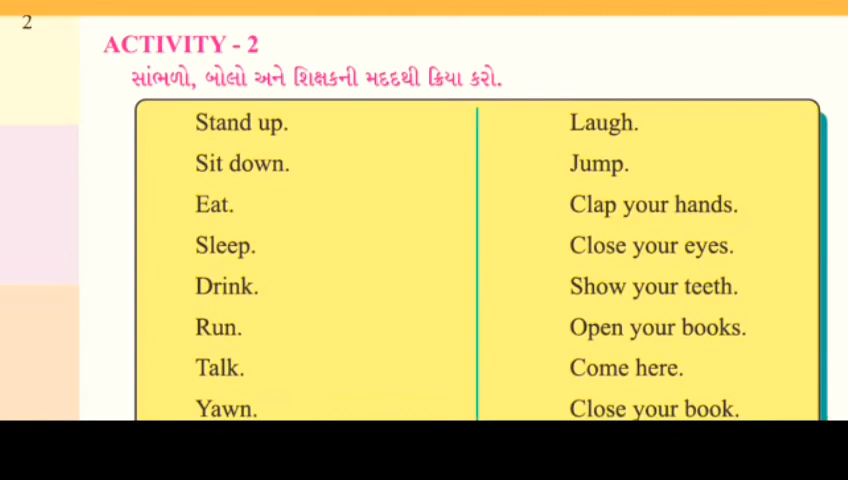 2
ACTIVITY - 2
સાંભળો, બોલો અને શિક્ષકની મદદથી ક્રિયા કરો.
Stand up.
Sit down.
Eat.
Sleep.
Drink.
Run.
Talk.
Yawn.
Laugh.
Jump.
Clap your hands.
Close your eyes.
Show your teeth.
Open your books.
Come here.
Close your book.